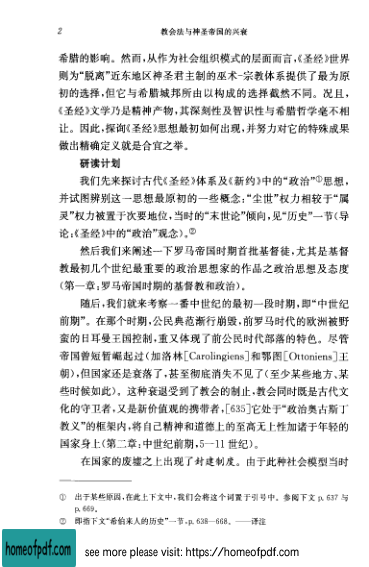 2 教会法与神圣帝国的兴衰
希腊的影响。然而,从作为社会组织模式的层面而言,《圣经》世界
则为“脱离”近东地区神圣君主制的巫术-宗教体系提供了最为原
初的选择,但它与希腊城邦所由以构成的选择截然不同。况且,
《圣经》文学乃是精神产物,其深刻性及智识性与希腊哲学毫不相
让。因此,探询《圣经》思想最初如何出现,并努力对它的特殊成果
做出精确定义就是合宜之举。
研读计划
我们先来探讨古代《圣经》体系及《新约》中的“政治”①思想,
并试图辨别这一思想最原初的一些概念:“尘世”权力相较于“属
灵”权力被置于次要地位,当时的“末世论”倾向,见“历史”一节(导
论:《圣经》中的“政治”观念)。②
然后我们来阐述一下罗马帝国时期首批基督徒,尤其是基督
教最初几个世纪最重要的政治思想家的作品之政治思想及态度
(第一章:罗马帝国时期的基督教和政治)。
随后,我们就来考察一番中世纪的最初一段时期,即“中世纪
前期”。在那个时期,公民典范渐行崩毁,前罗马时代的欧洲被野
蛮的日耳曼王国控制,重又体现了前公民时代部落的特色。尽管
帝国曾短暂崛起过(加洛林[Carolingiens]和鄂图[Ottoniens]王
朝),但国家还是衰落了,甚至彻底消失不见了(至少某些地方、某
些时候如此)。这种衰退受到了教会的制止,教会同时既是古代文
化的守卫者,又是新价值观的携带者,[635]它处于“政治奥古斯丁
教义”的框架内,将自己精神和道德上的至高无上性加诸于年轻的
国家身上(第二章:中世纪前期,5—11 世纪)。
在国家的废墟之上出现了封建制度。由于此种社会模型当时
① 出于某些原因,在此上下文中,我们会将这个词置于引号中。参阅下文 p. 637 与
p. 669。
② 即指下文“希伯来人的历史”一节,p. 638—668。——译注
homeofpdf.com
see more please visit: https://homeofpdf.com